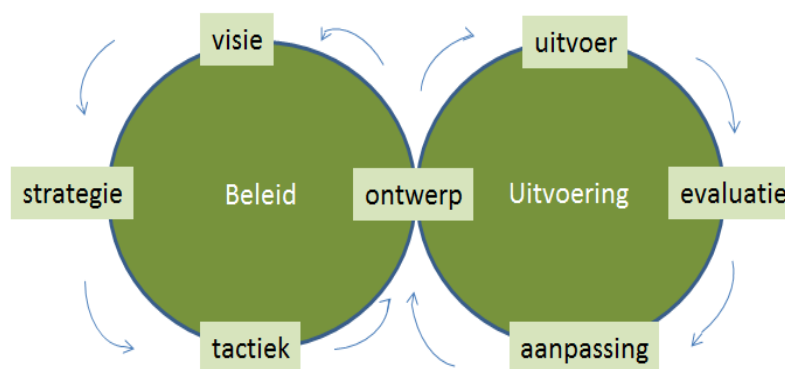 visie
uitvoer
strategie
Beleid
ontwerp
Uitvoering
evaluatie
tactiek
aanpassing